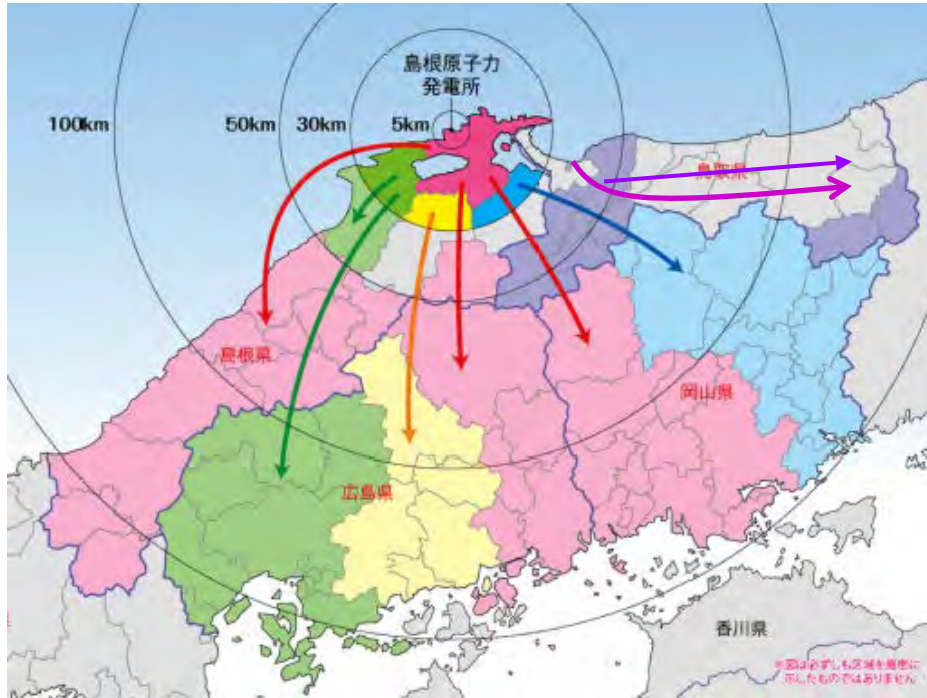 島根原子力
発電所
100km
50km
30km
5km
鳥取県
島根県
岡山県
広島県
香川県
※図は必ずしも区域を厳密に
示したものではありません